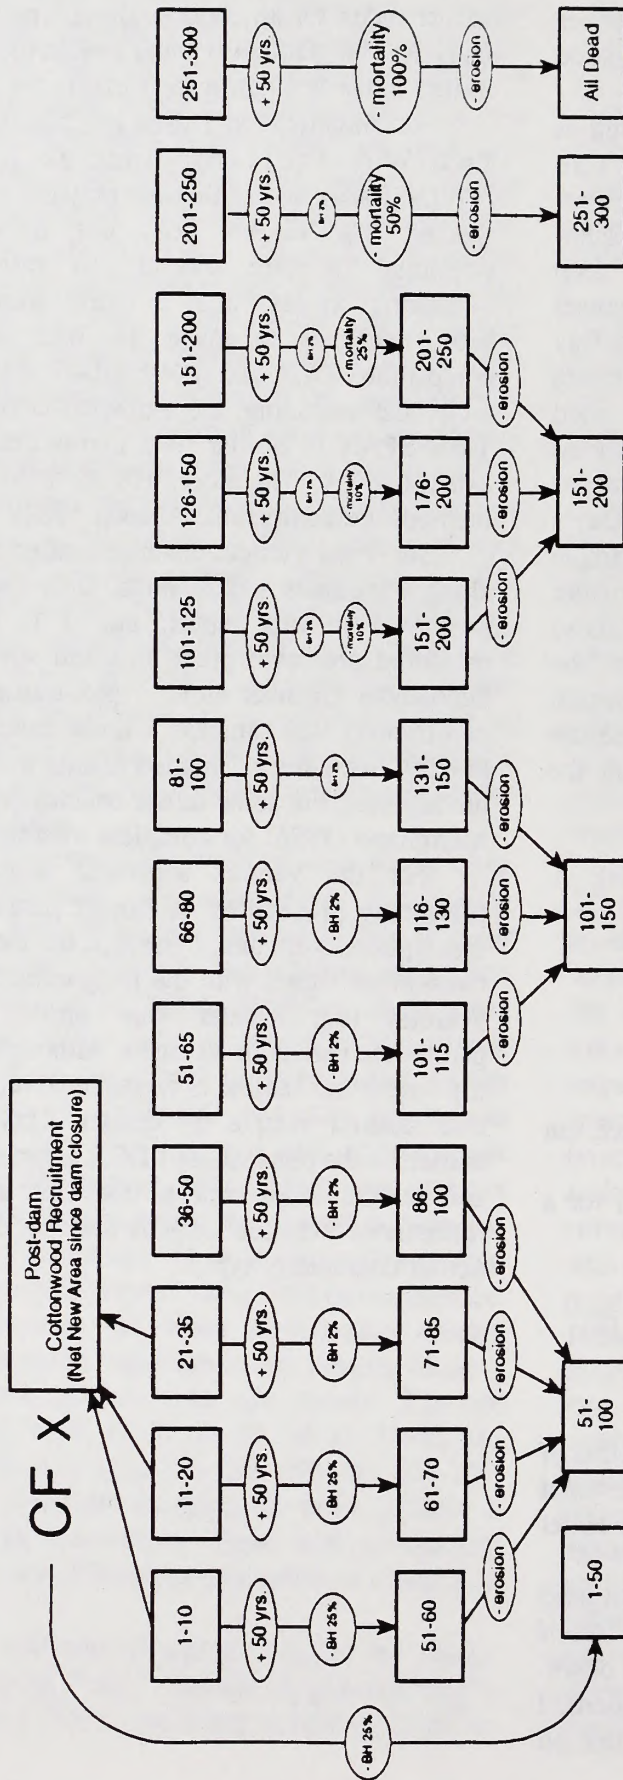 CF X
Post-dam
Cottonwood Recruitment
(Net New Area since dam closure)
1-10
11-20
21-35
36-50
51-65
66-80
81-
100
101-125
126-150
151-200
201-250
251-300
+ 50 yrs.
+ 50 yrs.
+ 50 yrs.
+ 50 yrs.
+ 50 yrs.
+ 50 yrs.
+ 50 yrs.
+ 50 yrs.
+ 50 yrs.
+ 50 yrs.
+ 50 yrs.
+ 50 yrs.
- BH 25%
- BH 25%
- BH 25%
- BH 2%
- BH 2%
- BH 2%
- BH 2%
- mortality
10%
- mortality
10%
- mortality
25%
- mortality
50%
- mortality
100%
51-60
61-70
71-85
86-
100
101-
115
116-
130
131-
150
151-
200
176-
200
201-
250
- erosion
- erosion
- erosion
- erosion
- erosion
- erosion
- erosion
- erosion
- erosion
- erosion
- erosion
- erosion
1-50
51-
100
101-
150
151-
200
251-
300
All Dead